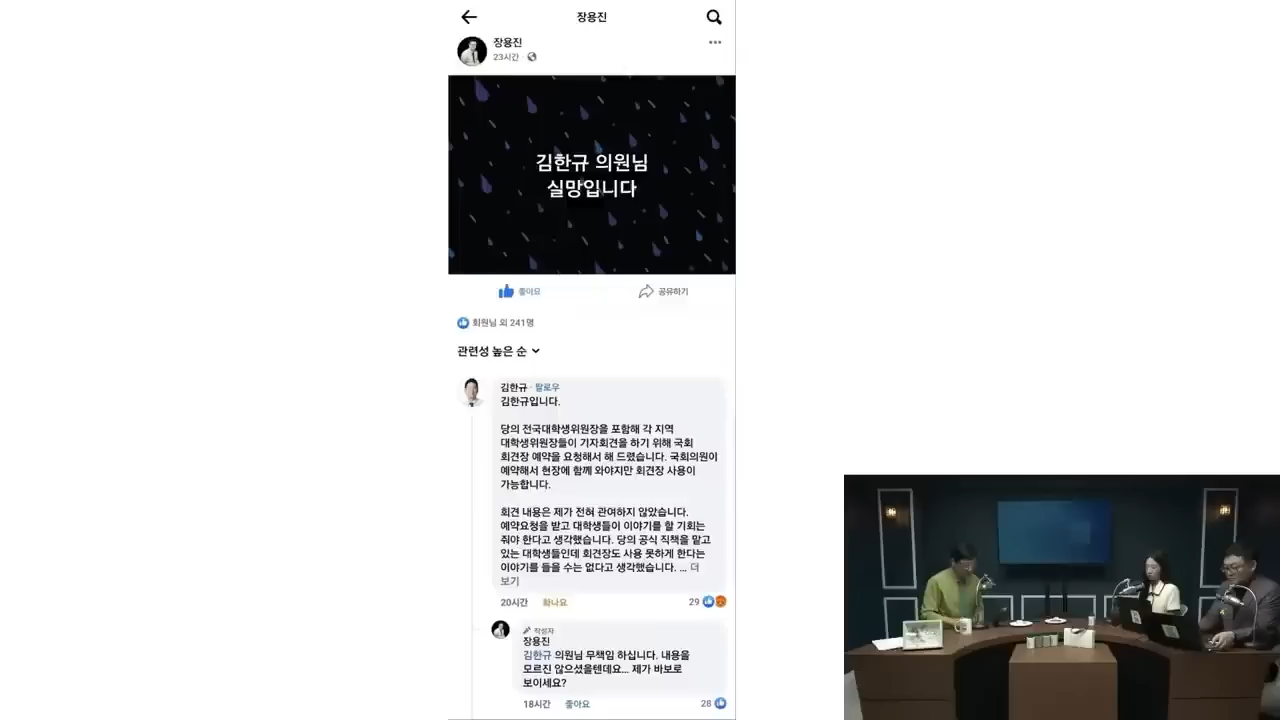 장용진
장용진
23시간 ·
김한규 의원님
실망입니다
좋아요
공유하기
회원님 외 241명
관련성 높은 순
김한규 · 팔로우
김한규입니다.
당의 전국대학생위원장을 포함해 각 지역
대학생위원장들이 기자회견을 하기 위해 국회
회견장 예약을 요청해서 해 드렸습니다. 국회의원이
예약해서 현장에 함께 와야지만 회견장 사용이
가능합니다.
회견 내용은 제가 전혀 관여하지 않았습니다.
예약요청을 받고 대학생들이 이야기를 할 기회는
줘야 한다고 생각했습니다. 당의 공식 직책을 맡고
있는 대학생들인데 회견장도 사용 못하게 한다는
이야기를 들을 수는 없다고 생각했습니다. ... 더
보기
20시간 화나요 29
작성자
장용진
김한규 의원님 무책임 하십니다. 내용을
모르진 않으셨을텐데요... 제가 바보로
보이세요?
18시간 좋아요 28